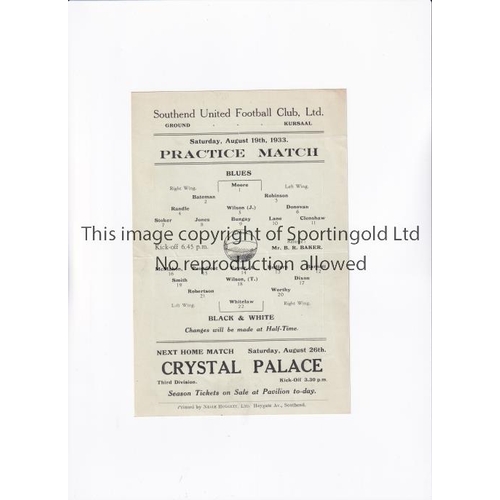 Southend United Football Club, Ltd.
GROUND - - - KURSAAL
Saturday, August 19th, 1933.
PRACTICE MATCH
BLUES
Right Wing. Moore Left Wing.
1
Bateman Robinson
2 3
Randle Wilson (J.) Donovan
4 5 6
Stoker Jones Lane Clenshaw
7 8 9 10 11
This image copyright of Sportingold Ltd
Kick-off 6.45 p.m. Mr. B. R. BAKER.
No reproduction allowed
Smith Wilson, (T.) Dixon
19 18 17
Robertson Worthy
21 20
Left Wing. Whitelaw Right Wing.
22
BLACK & WHITE
Changes will be made at Half-Time.
NEXT HOME MATCH Saturday, August 26th.
CRYSTAL PALACE
Third Division. Kick-Off 3.30 p.m.
Season Tickets on Sale at Pavilion to-day.
Printed by Ltd. Southend.